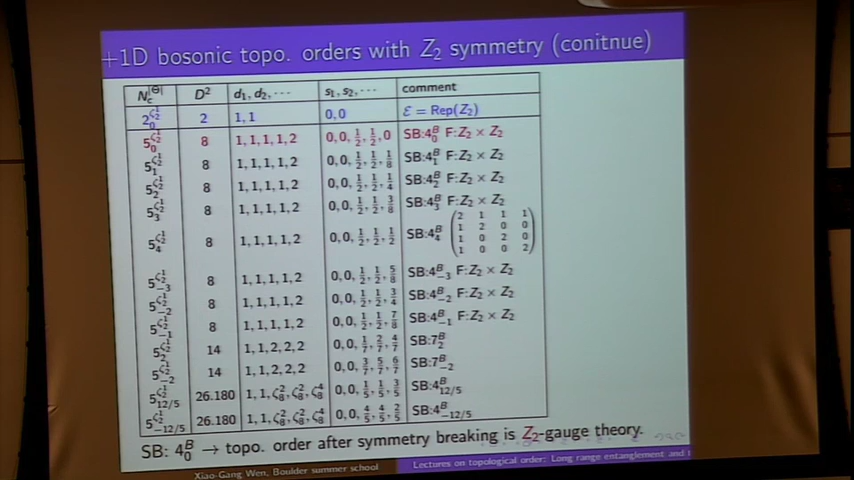 +1D bosonic topo. orders with Z₂ symmetry (conitnue)
N_c^{|Θ|} D² d₁, d₂, ··· s₁, s₂, ··· comment
2_0^{ζ_2^1} 2 1, 1 0, 0 ℰ = Rep(Z₂)
5_0^{ζ_2^1} 8 1, 1, 1, 1, 2 0, 0, 1/2, 1/2, 0 SB:4_0^B F:Z₂ × Z₂
5_1^{ζ_2^1} 8 1, 1, 1, 1, 2 0, 0, 1/2, 1/2, 1/8 SB:4_1^B F:Z₂ × Z₂
5_2^{ζ_2^1} 8 1, 1, 1, 1, 2 0, 0, 1/2, 1/2, 1/4 SB:4_2^B F:Z₂ × Z₂
5_3^{ζ_2^1} 8 1, 1, 1, 1, 2 0, 0, 1/2, 1/2, 3/8 SB:4_3^B F:Z₂ × Z₂
5_4^{ζ_2^1} 8 1, 1, 1, 1, 2 0, 0, 1/2, 1/2, 1/2 SB:4_4^B (2 1 1 1
1 2 0 0
1 0 2 0
1 0 0 2)
5_{-3}^{ζ_2^1} 8 1, 1, 1, 1, 2 0, 0, 1/2, 1/2, 5/8 SB:4_{-3}^B F:Z₂ × Z₂
5_{-2}^{ζ_2^1} 8 1, 1, 1, 1, 2 0, 0, 1/2, 1/2, 3/4 SB:4_{-2}^B F:Z₂ × Z₂
5_{-1}^{ζ_2^1} 8 1, 1, 1, 1, 2 0, 0, 1/2, 1/2, 7/8 SB:4_{-1}^B F:Z₂ × Z₂
5_2^{ζ_2^1} 14 1, 1, 2, 2, 2 0, 0, 1/7, 2/7, 4/7 SB:7_2^B
5_{-2}^{ζ_2^1} 14 1, 1, 2, 2, 2 0, 0, 3/7, 5/7, 6/7 SB:7_{-2}^B
5_{12/5}^{ζ_2^1} 26.180 1, 1, ζ_8^2, ζ_8^2, ζ_8^4 0, 0, 1/5, 1/5, 3/5 SB:4_{12/5}^B
5_{-12/5}^{ζ_2^1} 26.180 1, 1, ζ_8^2, ζ_8^2, ζ_8^4 0, 0, 4/5, 4/5, 2/5 SB:4_{-12/5}^B
SB: 4_0^B → topo. order after symmetry breaking is Z₂-gauge theory.
Xiao-Gang Wen, Boulder summer school Lectures on topological order: Long range entanglement and